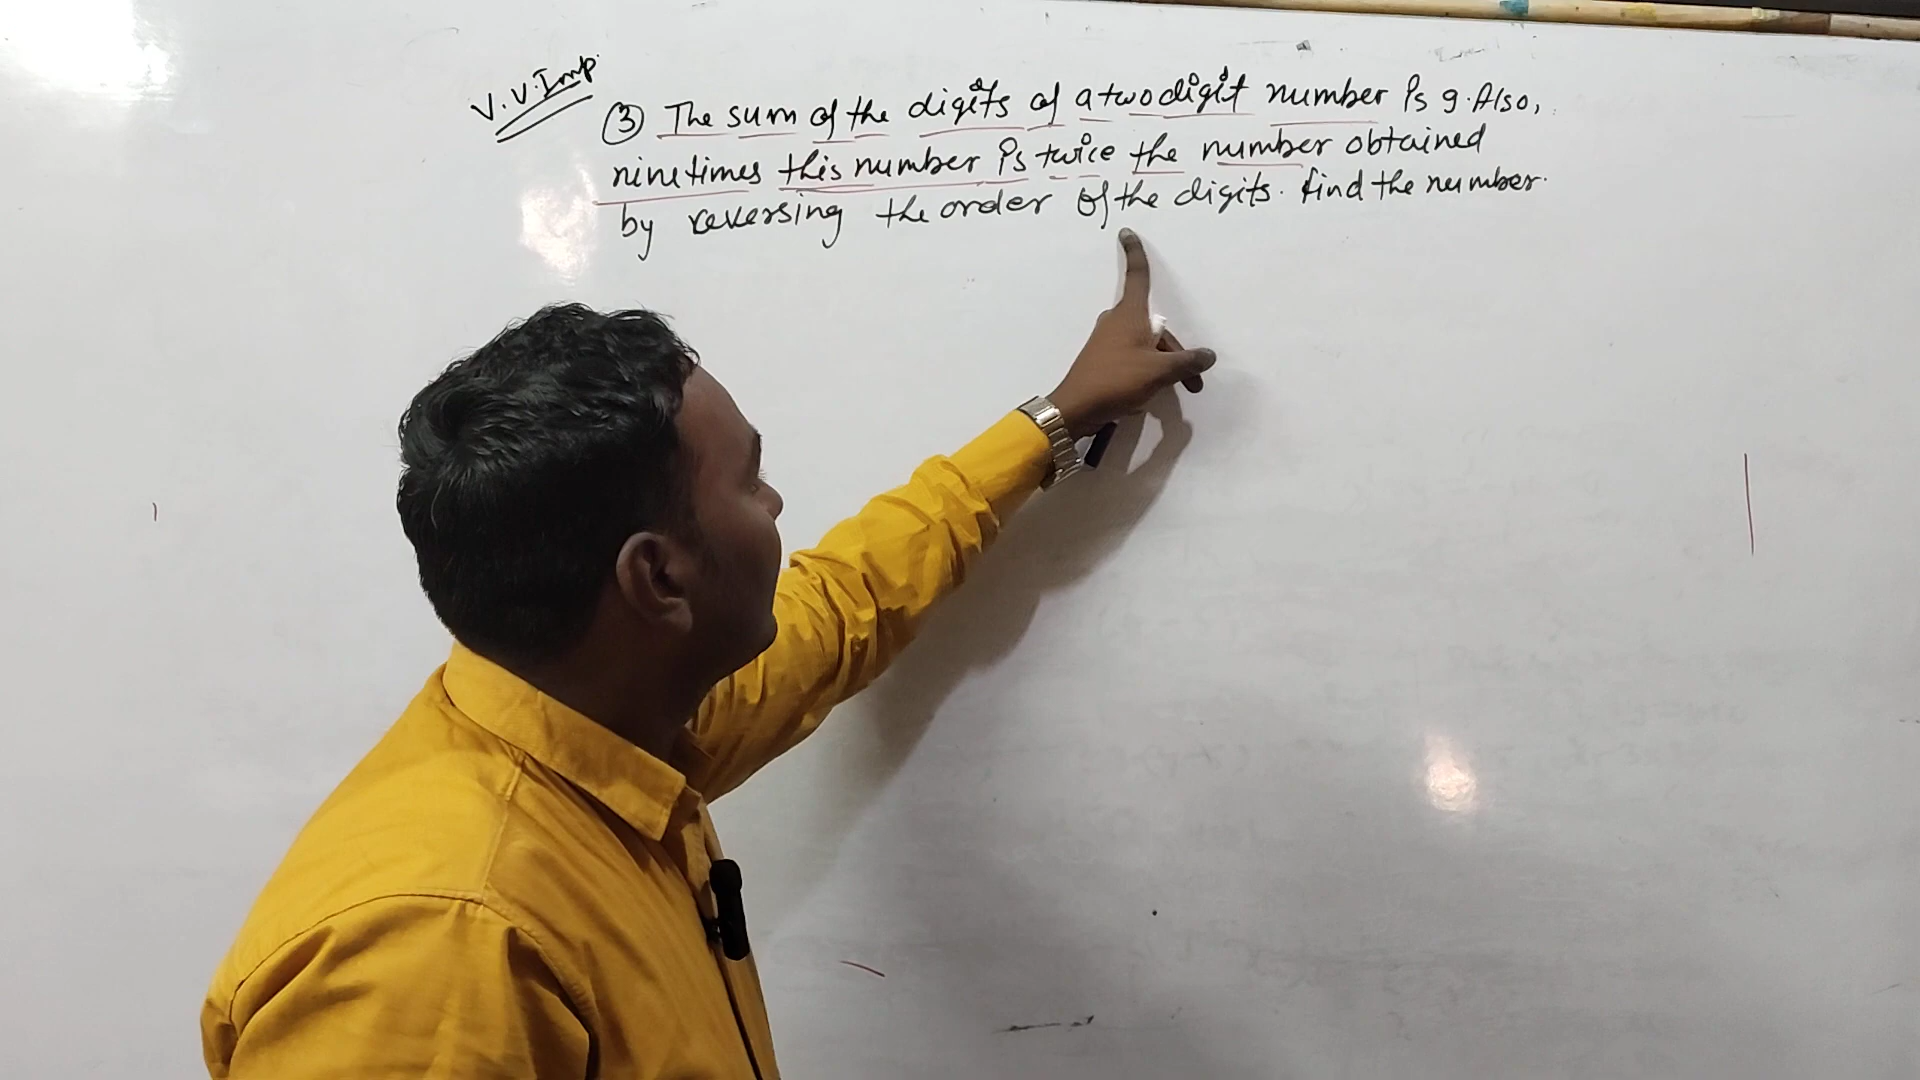 V.V.Imp.
③ The sum of the digits of a two digit number is 9. Also,
nine times this number is twice the number obtained
by reversing the order of the digits. find the number.